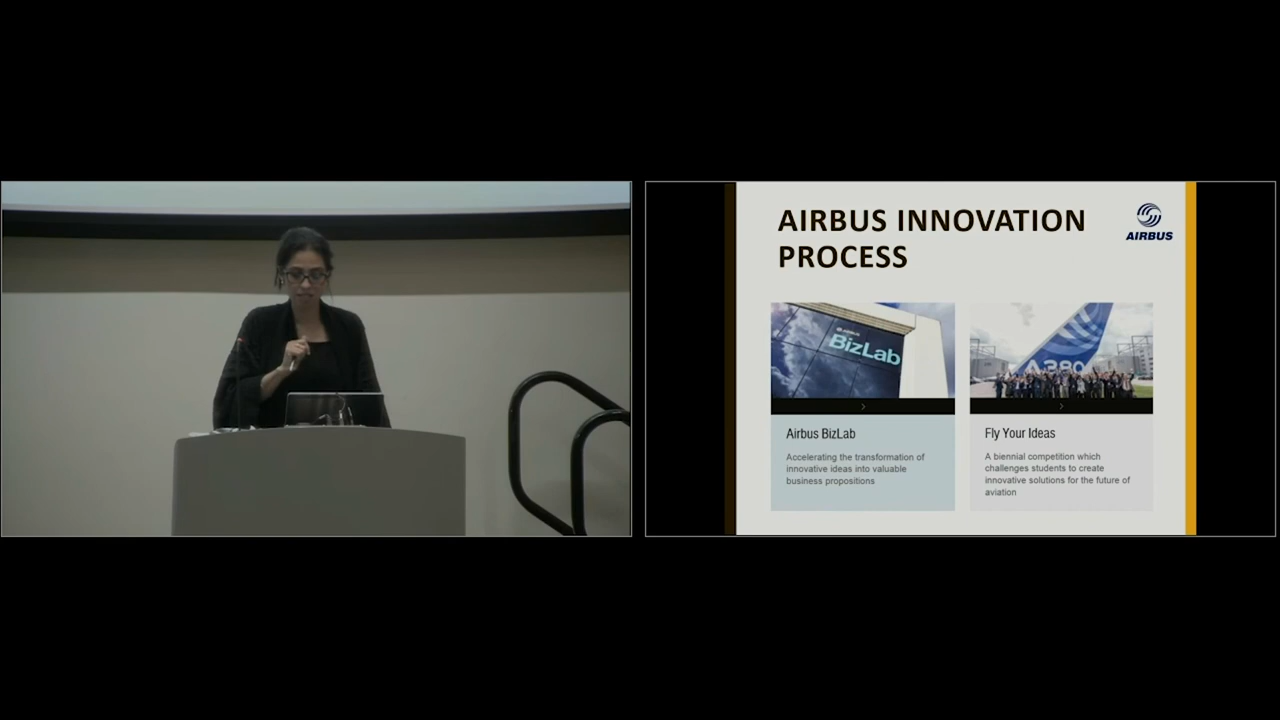 AIRBUS INNOVATION
PROCESS
AIRBUS
AIRBUS
BizLab
A380
Airbus BizLab
Accelerating the transformation of
innovative ideas into valuable
business propositions
Fly Your Ideas
A biennial competition which
challenges students to create
innovative solutions for the future of
aviation